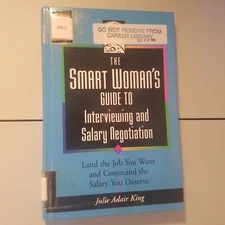 DO NOT REMOVE FROM
CAREER LIBRARY
THE
SMART WOMAN'S
GUIDE TO
Interviewing and
Salary Negotiation
Land the Job You Want
and Command the
Salary You Deserve
Julie Adair King